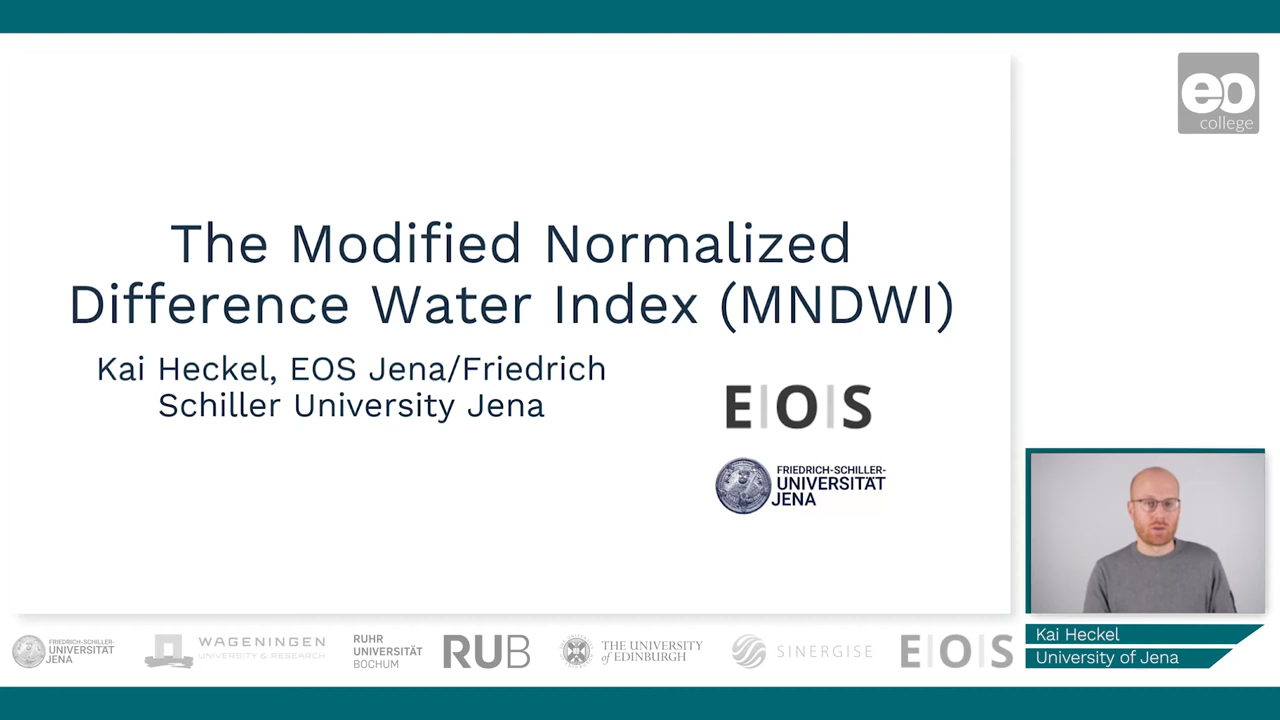 eo
college
The Modified Normalized
Difference Water Index (MNDWI)
Kai Heckel, EOS Jena/Friedrich
Schiller University Jena
E|O|S
FRIEDRICH-SCHILLER-
UNIVERSITÄT
JENA
Kai Heckel
University of Jena
FRIEDRICH-SCHILLER-
UNIVERSITÄT
JENA
WAGENINGEN
UNIVERSITY & RESEARCH
RUHR
UNIVERSITÄT
BOCHUM
RUB
THE UNIVERSITY
of EDINBURGH
SINERGISE
E|O|S